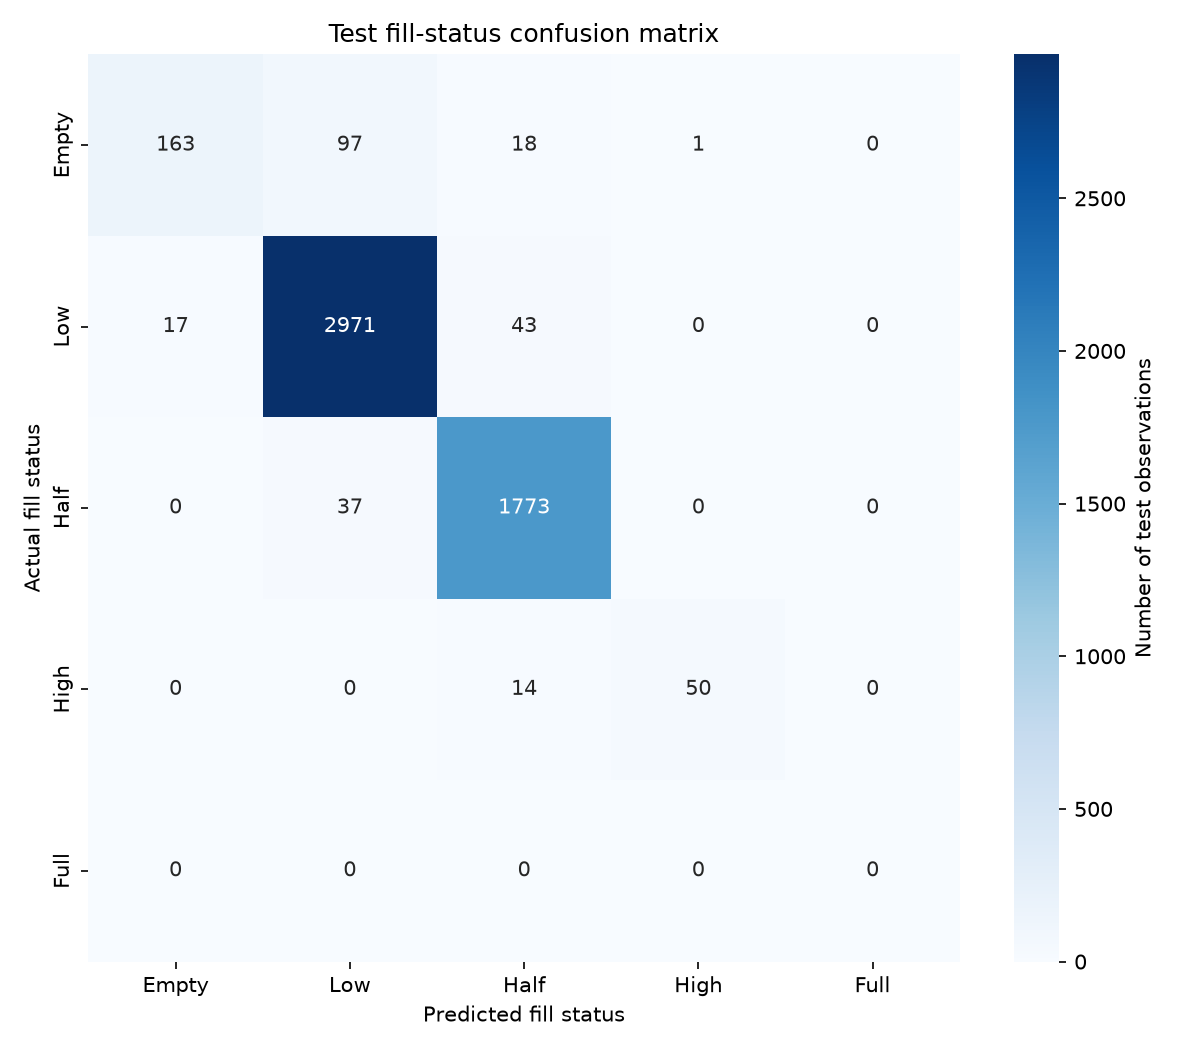 Test fill-status confusion matrix
Actual fill status
Empty 163 97 18 1 0
Low 17 2971 43 0 0
Half 0 37 1773 0 0
High 0 0 14 50 0
Full 0 0 0 0 0
Empty Low Half High Full
Predicted fill status
2500
2000
1500
1000
500
0
Number of test observations